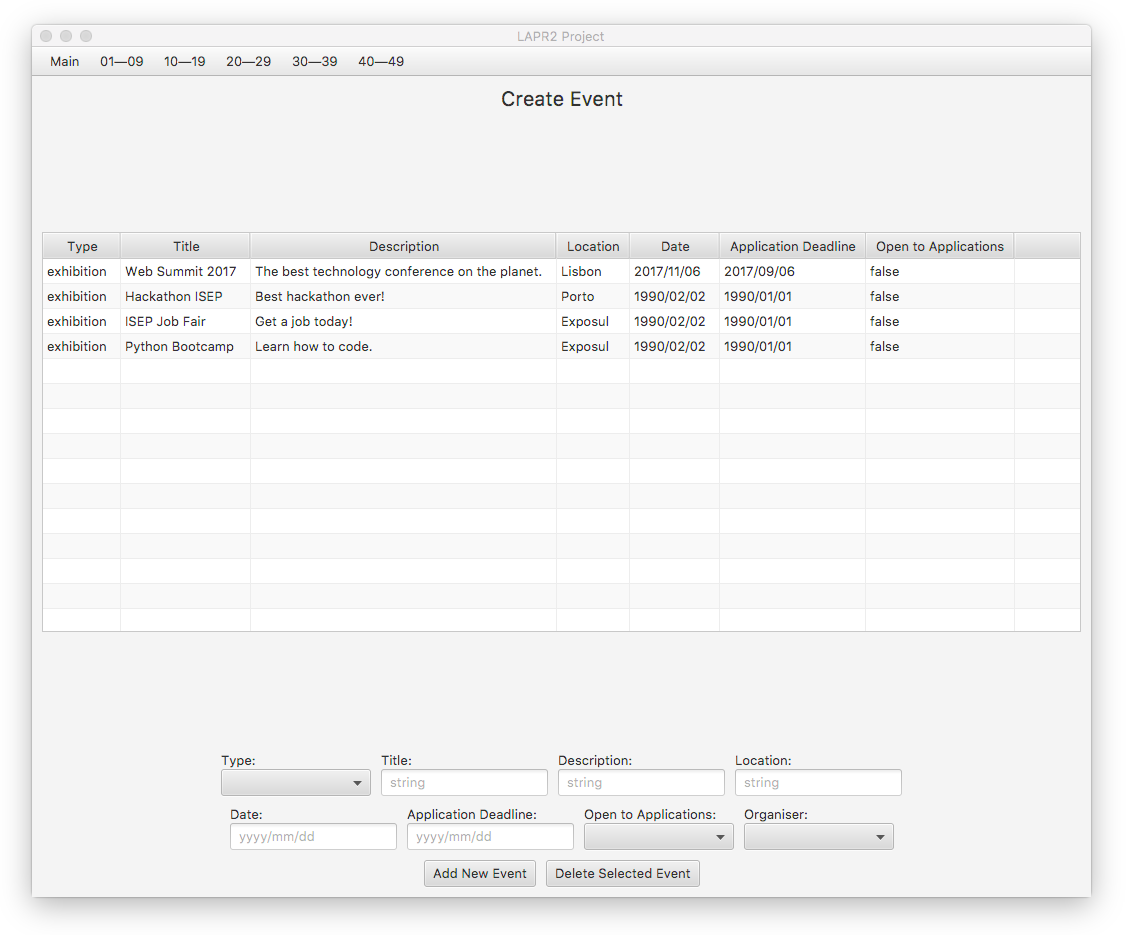 LAPR2 Project
Main 01—09 10—19 20—29 30—39 40—49
Create Event
Type Title Description Location Date Application Deadline Open to Applications
exhibition Web Summit 2017 The best technology conference on the planet. Lisbon 2017/11/06 2017/09/06 false
exhibition Hackathon ISEP Best hackathon ever! Porto 1990/02/02 1990/01/01 false
exhibition ISEP Job Fair Get a job today! Exposul 1990/02/02 1990/01/01 false
exhibition Python Bootcamp Learn how to code. Exposul 1990/02/02 1990/01/01 false
Type: Title: Description: Location:
string string string
Date: Application Deadline: Open to Applications: Organiser:
yyyy/mm/dd yyyy/mm/dd
Add New Event Delete Selected Event